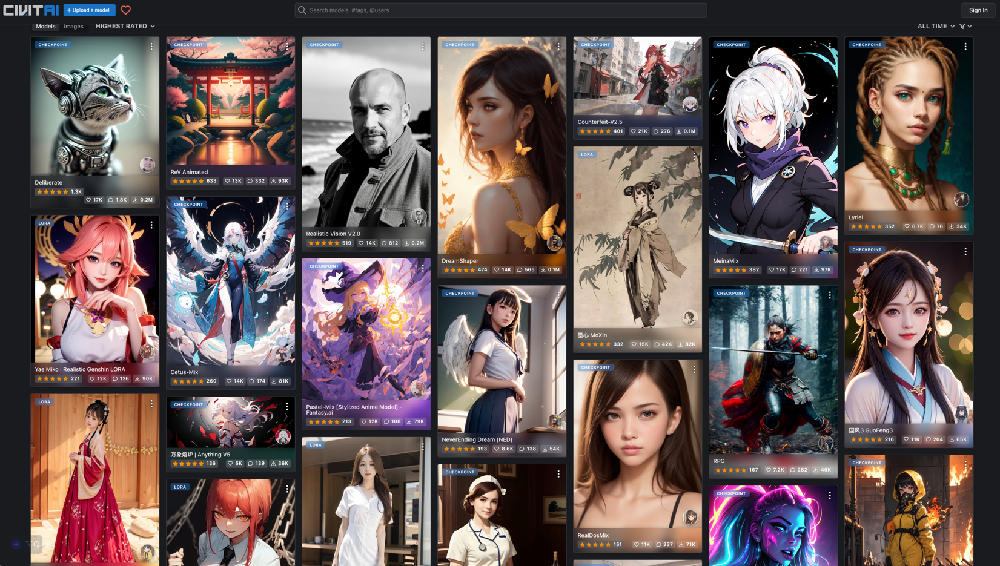 CIVITAI
+ Upload a model
Search models, #tags, @users
Sign In
Models
Images
HIGHEST RATED
ALL TIME
CHECKPOINT
Deliberate
1.3K
17K
1.8K
0.2M
LORA
Yae Miko | Realistic Genshin LORA
221
12K
126
90K
LORA
CHECKPOINT
ReV Animated
633
13K
332
93K
CHECKPOINT
Cetus-Mix
260
14K
174
81K
CHECKPOINT
万象熔炉 | Anything V5
136
5K
139
36K
LORA
CHECKPOINT
Realistic Vision V2.0
519
14K
812
0.2M
CHECKPOINT
Pastel-Mix [Stylized Anime Model] -
Fantasy.ai
213
12K
108
79K
LORA
CHECKPOINT
DreamShaper
474
14K
565
0.1M
CHECKPOINT
NeverEnding Dream (NED)
193
8.6K
138
54K
CHECKPOINT
CHECKPOINT
Counterfeit-V2.5
401
21K
276
0.1M
LORA
墨心 MoXin
332
15K
424
82K
CHECKPOINT
RealDosMix
151
11K
237
71K
CHECKPOINT
MeinaMix
382
17K
221
97K
CHECKPOINT
RPG
167
7.2K
282
46K
CHECKPOINT
CHECKPOINT
Lyriel
352
6.7K
76
34K
CHECKPOINT
国风3 GuoFeng3
216
11K
204
65K
CHECKPOINT